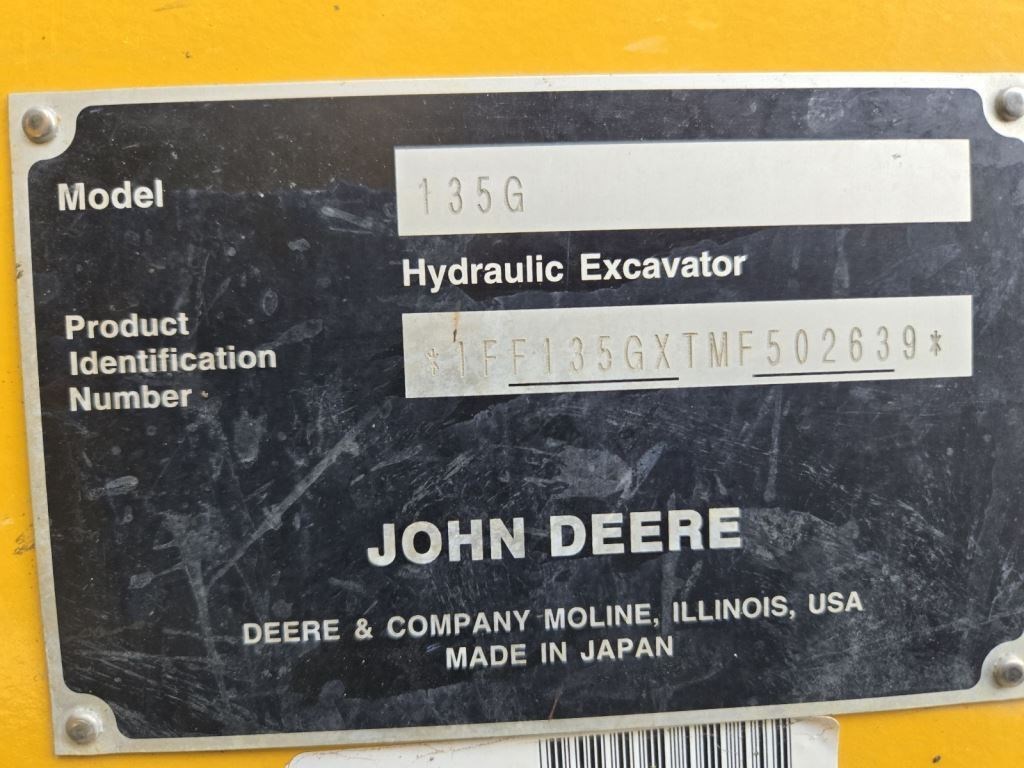 Model
135G
Hydraulic Excavator
Product
Identification
Number
*1FF135GXTMF502639*
JOHN DEERE
DEERE & COMPANY MOLINE, ILLINOIS, USA
MADE IN JAPAN